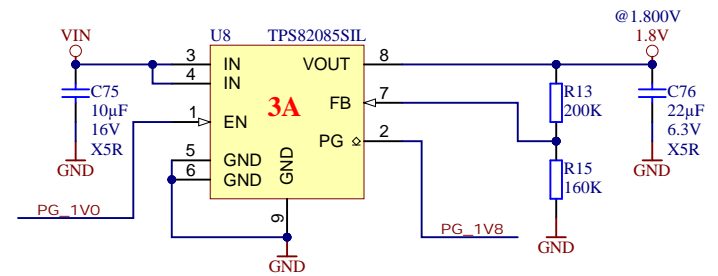 @1.800V
VIN
U8 TPS82085SIL
1.8V
3 IN
VOUT 8
4 IN
C75
10µF
16V
X5R
FB 7
R13
200K
C76
22µF
6.3V
X5R
3A
1 EN
PG 2
5 GND
6 GND
GND
9
R15
160K
GND
GND
PG_1V0
PG_1V8
GND
GND